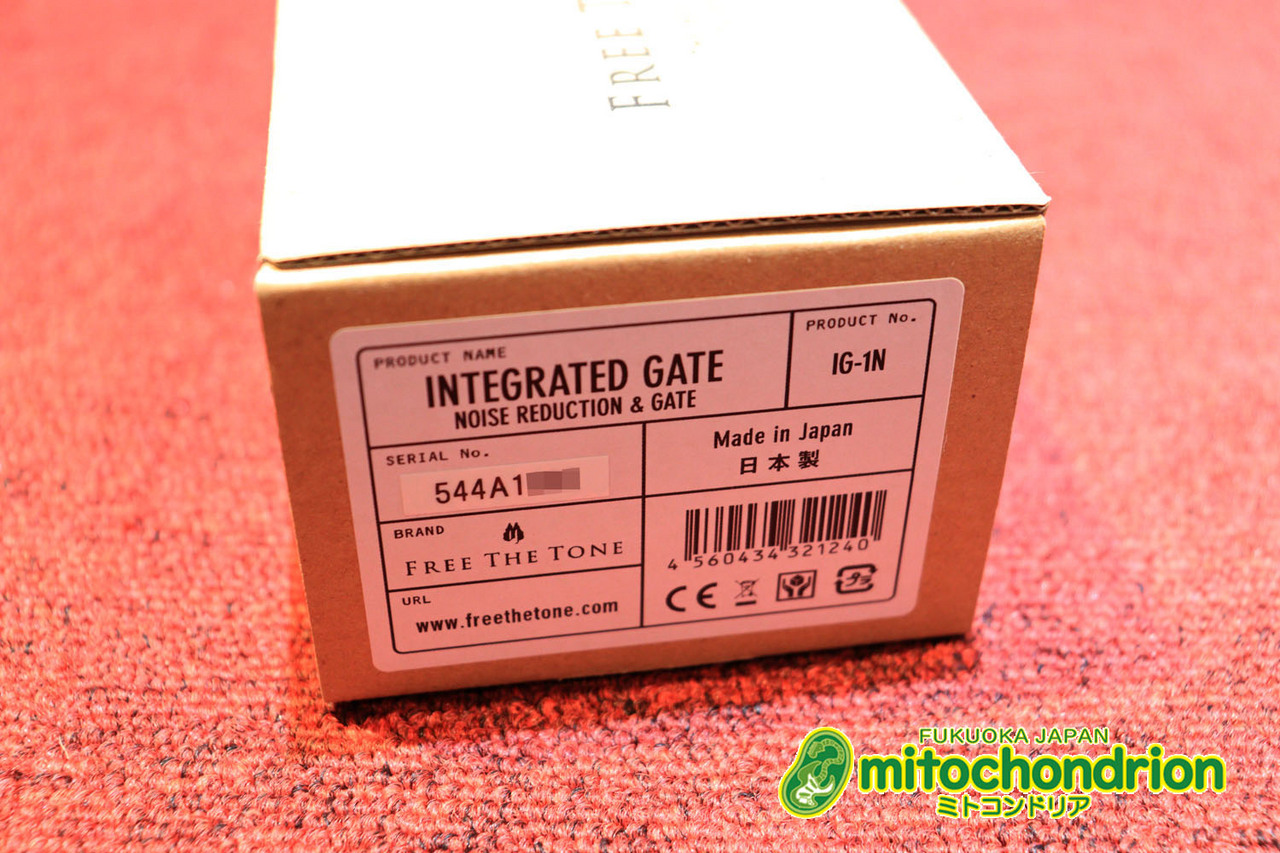 FREE
PRODUCT NAME
INTEGRATED GATE
NOISE REDUCTION & GATE
PRODUCT No.
IG-1N
SERIAL No.
544A1
Made in Japan
日本製
BRAND
FREE THE TONE
URL
www.freethetone.com
4 560434 321240
CE
FUKUOKA JAPAN
mitochondrion
ミトコンドリア